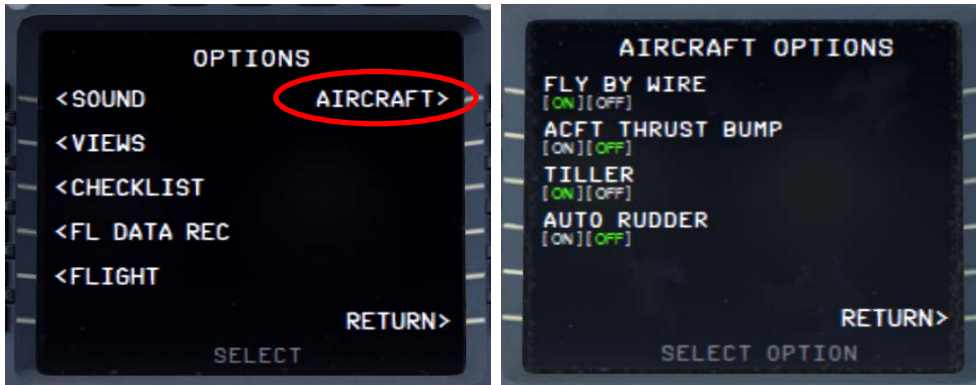 OPTIONS
<SOUND AIRCRAFT>
<VIEWS
<CHECKLIST
<FL DATA REC
<FLIGHT
RETURN>
SELECT
AIRCRAFT OPTIONS
FLY BY WIRE
[ON][OFF]
ACFT THRUST BUMP
[ON][OFF]
TILLER
[ON][OFF]
AUTO RUDDER
[ON][OFF]
RETURN>
SELECT OPTION